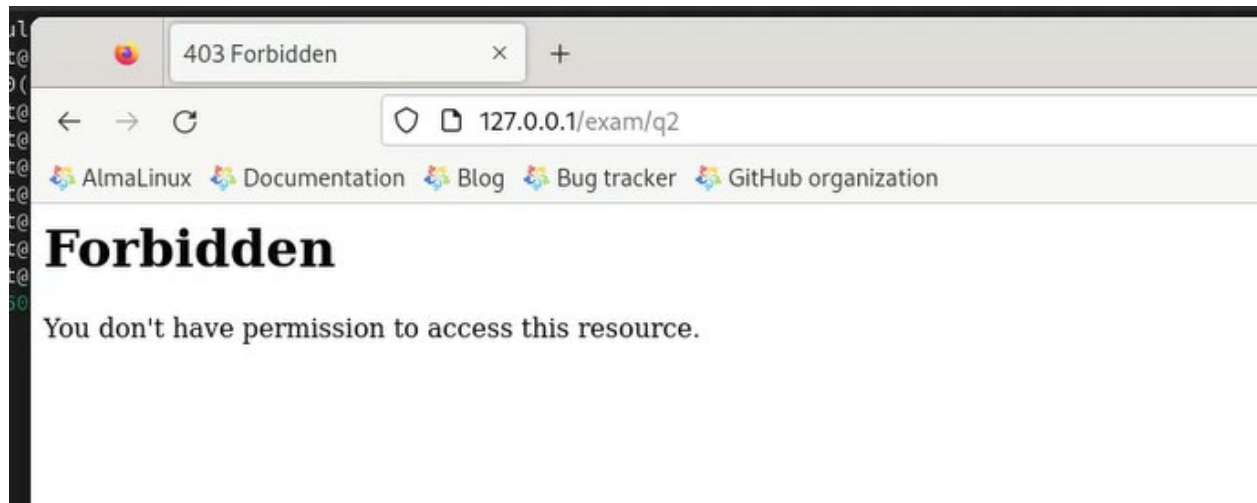 403 Forbidden
127.0.0.1/exam/q2
AlmaLinux Documentation Blog Bug tracker GitHub organization
Forbidden
You don't have permission to access this resource.